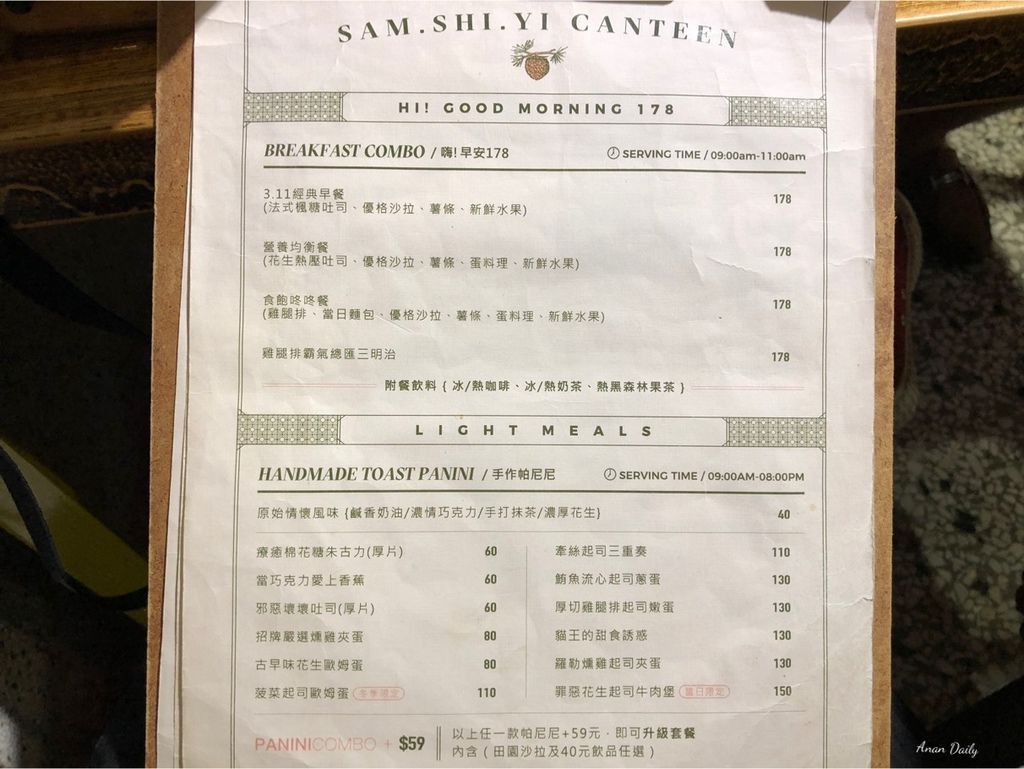 SAM.SHI.YI CANTEEN
HI! GOOD MORNING 178
BREAKFAST COMBO / 嗨!早安178 SERVING TIME / 09:00am-11:00am
3.11經典早餐 178
(法式楓糖吐司、優格沙拉、薯條、新鮮水果)
營養均衡餐 178
(花生熱壓吐司、優格沙拉、薯條、蛋料理、新鮮水果)
食飽咚咚餐 178
(雞腿排、當日麵包、優格沙拉、薯條、蛋料理、新鮮水果)
雞腿排霸氣總匯三明治 178
附餐飲料 { 冰/熱咖啡、冰/熱奶茶、熱黑森林果茶 }
LIGHT MEALS
HANDMADE TOAST PANINI / 手作帕尼尼 SERVING TIME / 09:00AM-08:00PM
原始情懷風味 {鹹香奶油/濃情巧克力/手打抹茶/濃厚花生} 40
療癒棉花糖朱古力(厚片) 60
當巧克力愛上香蕉 60
邪惡壞壞吐司(厚片) 60
招牌嚴選燻雞夾蛋 80
古早味花生歐姆蛋 80
菠菜起司歐姆蛋 冬季限定 110
牽絲起司三重奏 110
鮪魚流心起司蔥蛋 130
厚切雞腿排起司嫩蛋 130
貓王的甜食誘惑 130
羅勒燻雞起司夾蛋 130
罪惡花生起司牛肉堡 當日限定 150
PANINICOMBO + $59
以上任一款帕尼尼+59元﹐即可升級套餐
內含 ( 田園沙拉及40元飲品任選 )
Anan Daily